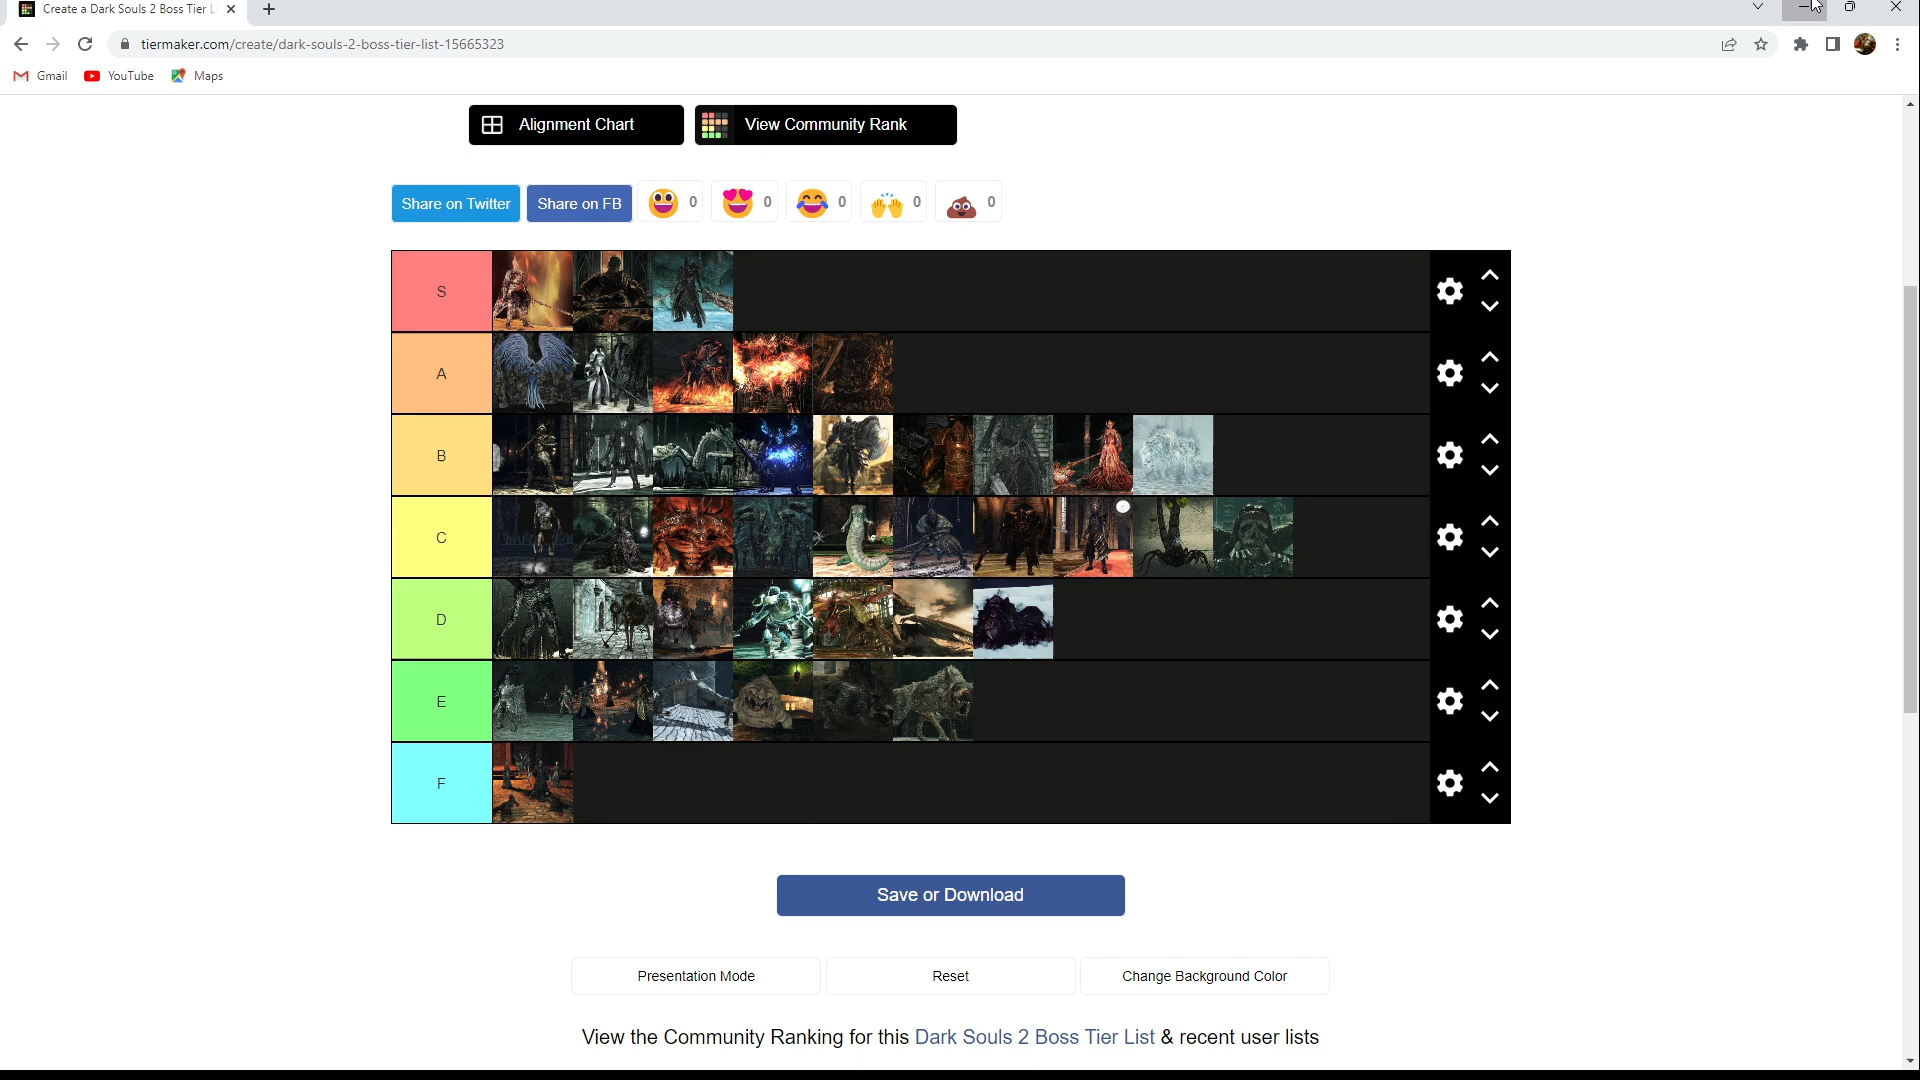 Create a Dark Souls 2 Boss Tier Li
tiermaker.com/create/dark-souls-2-boss-tier-list-15665323
Gmail YouTube Maps
Alignment Chart View Community Rank
Share on Twitter Share on FB 0 0 0 0 0
S
A
B
C
D
E
F
Save or Download
Presentation Mode Reset Change Background Color
View the Community Ranking for this Dark Souls 2 Boss Tier List & recent user lists